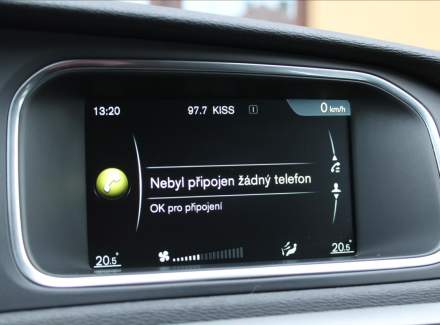 13:20
97.7 KISS
i
0 km/h
Nebyl připojen žádný telefon
OK pro připojení
20.5°
20.5°